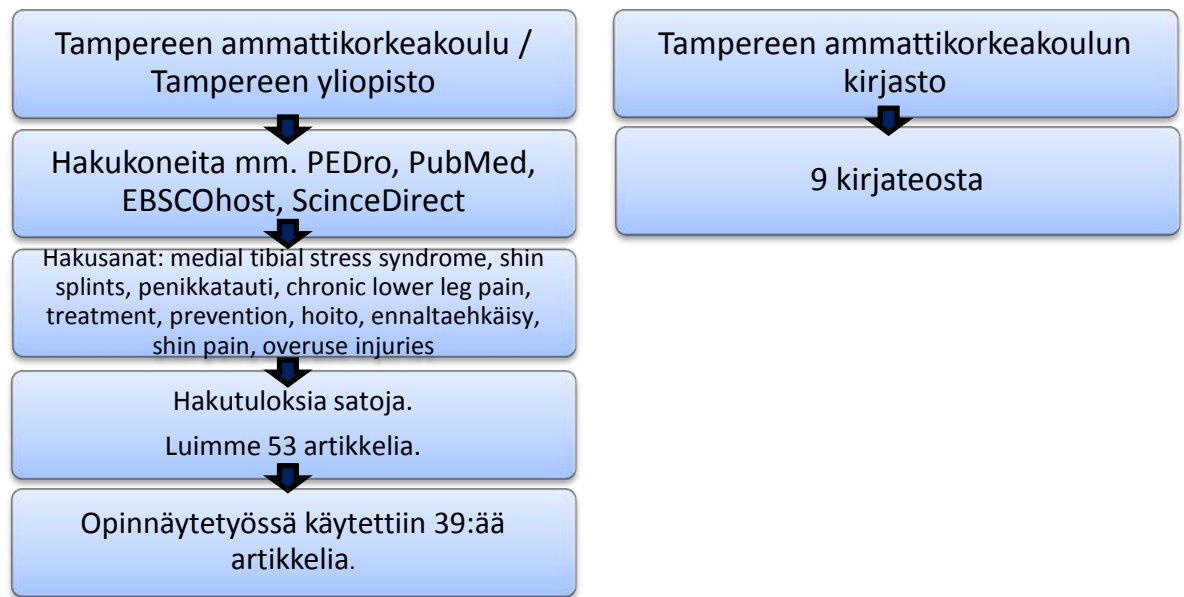 Tampereen ammattikorkeakoulu /
Tampereen yliopisto
Hakukoneita mm. PEDro, PubMed,
EBSCOhost, ScinceDirect
Hakusanat: medial tibial stress syndrome, shin
splints, penikkatauti, chronic lower leg pain,
treatment, prevention, hoito, ennaltaehkäisy,
shin pain, overuse injuries
Hakutuloksia satoja.
Luimme 53 artikkelia.
Opinnäytetyössä käytettiin 39:ää
artikkelia.
Tampereen ammattikorkeakoulun
kirjasto
9 kirjateosta